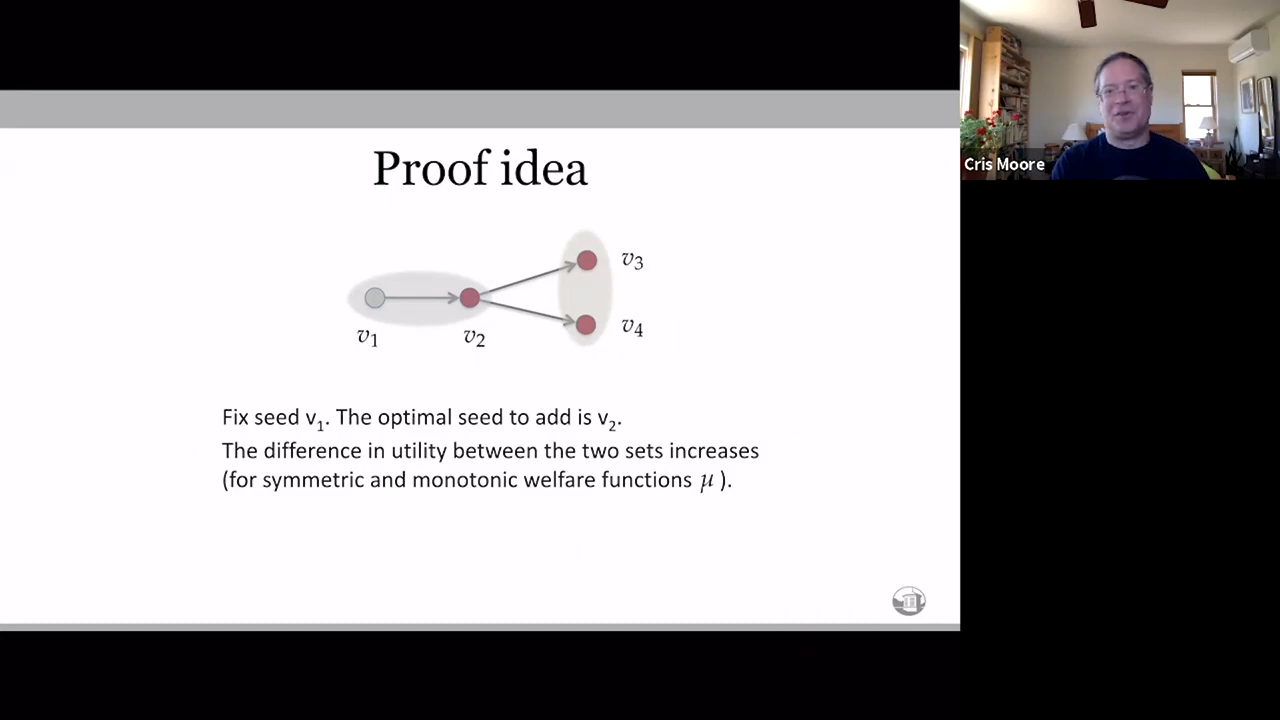 Proof idea
v3
v4
v1
v2
Fix seed v1. The optimal seed to add is v2.
The difference in utility between the two sets increases
(for symmetric and monotonic welfare functions μ ).
Cris Moore